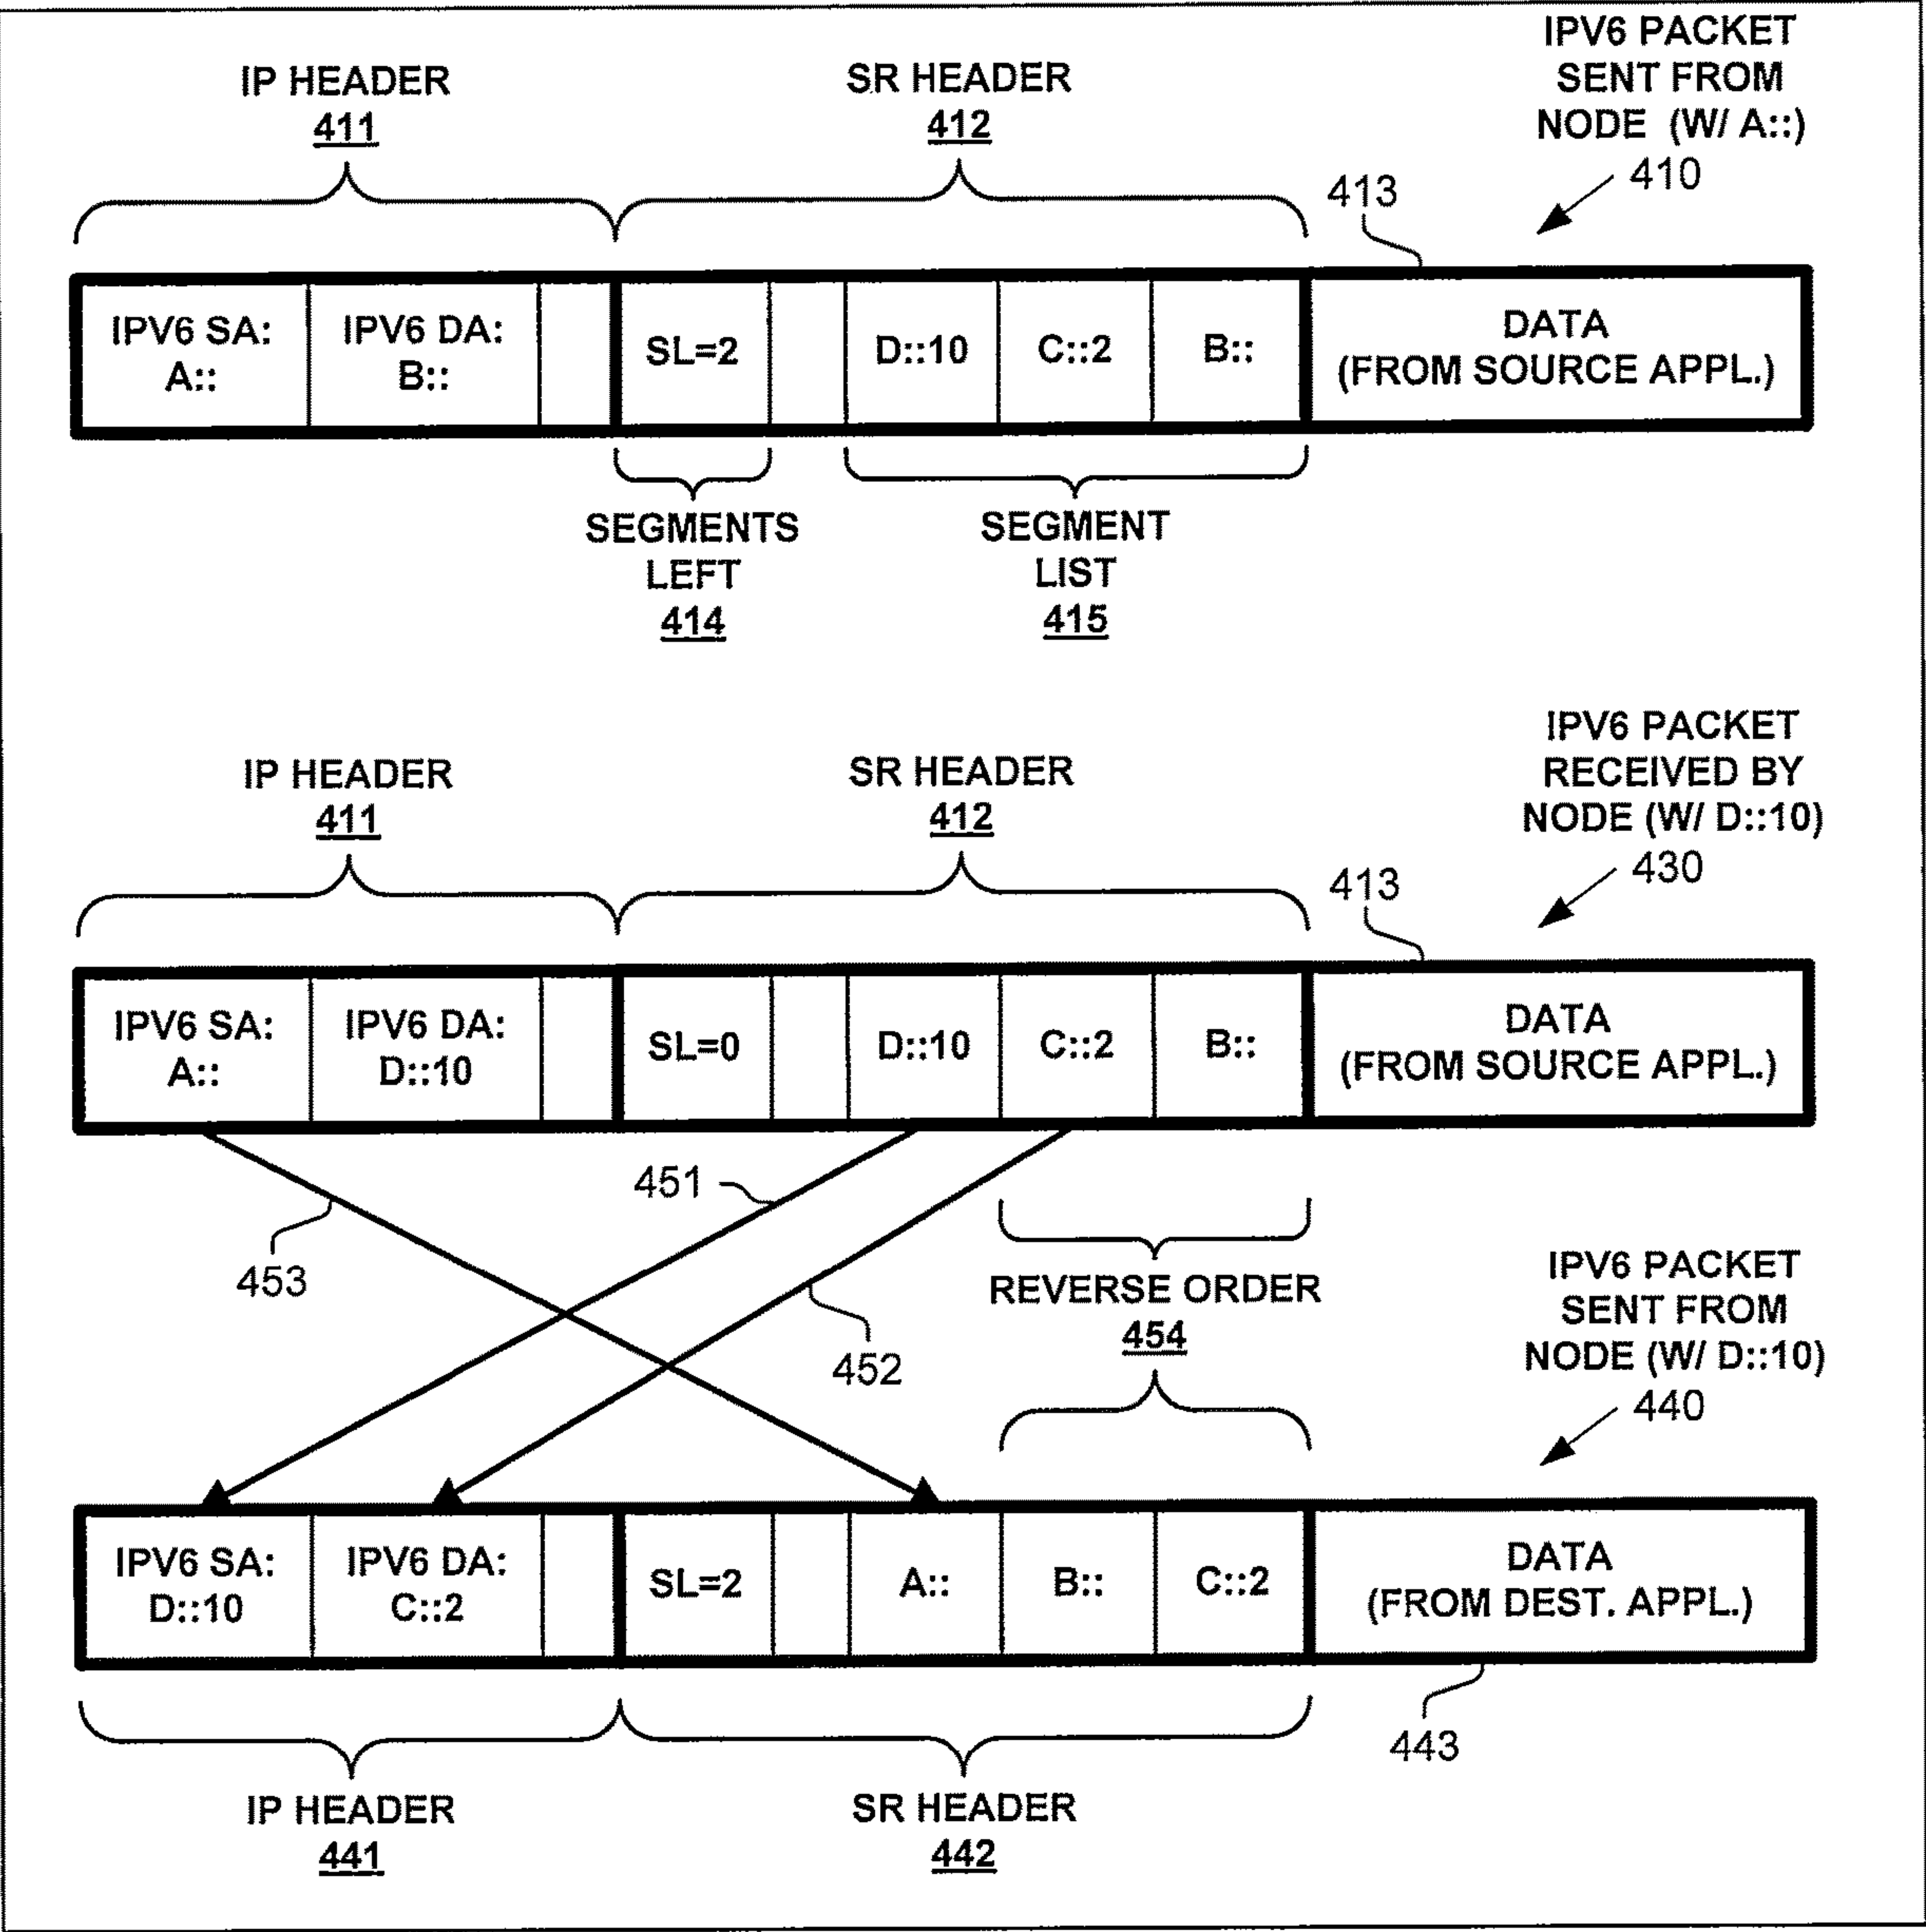 IP HEADER
411
SR HEADER
412
IPV6 PACKET
SENT FROM
NODE (W/ A::)
410
413
IPV6 SA:
A::
IPV6 DA:
B::
SL=2
D::10
C::2
B::
DATA
(FROM SOURCE APPL.)
SEGMENTS
LEFT
414
SEGMENT
LIST
415
IP HEADER
411
SR HEADER
412
IPV6 PACKET
RECEIVED BY
NODE (W/ D::10)
430
413
IPV6 SA:
A::
IPV6 DA:
D::10
SL=0
D::10
C::2
B::
DATA
(FROM SOURCE APPL.)
453
451
452
REVERSE ORDER
454
IPV6 PACKET
SENT FROM
NODE (W/ D::10)
440
IPV6 SA:
D::10
IPV6 DA:
C::2
SL=2
A::
B::
C::2
DATA
(FROM DEST. APPL.)
443
IP HEADER
441
SR HEADER
442